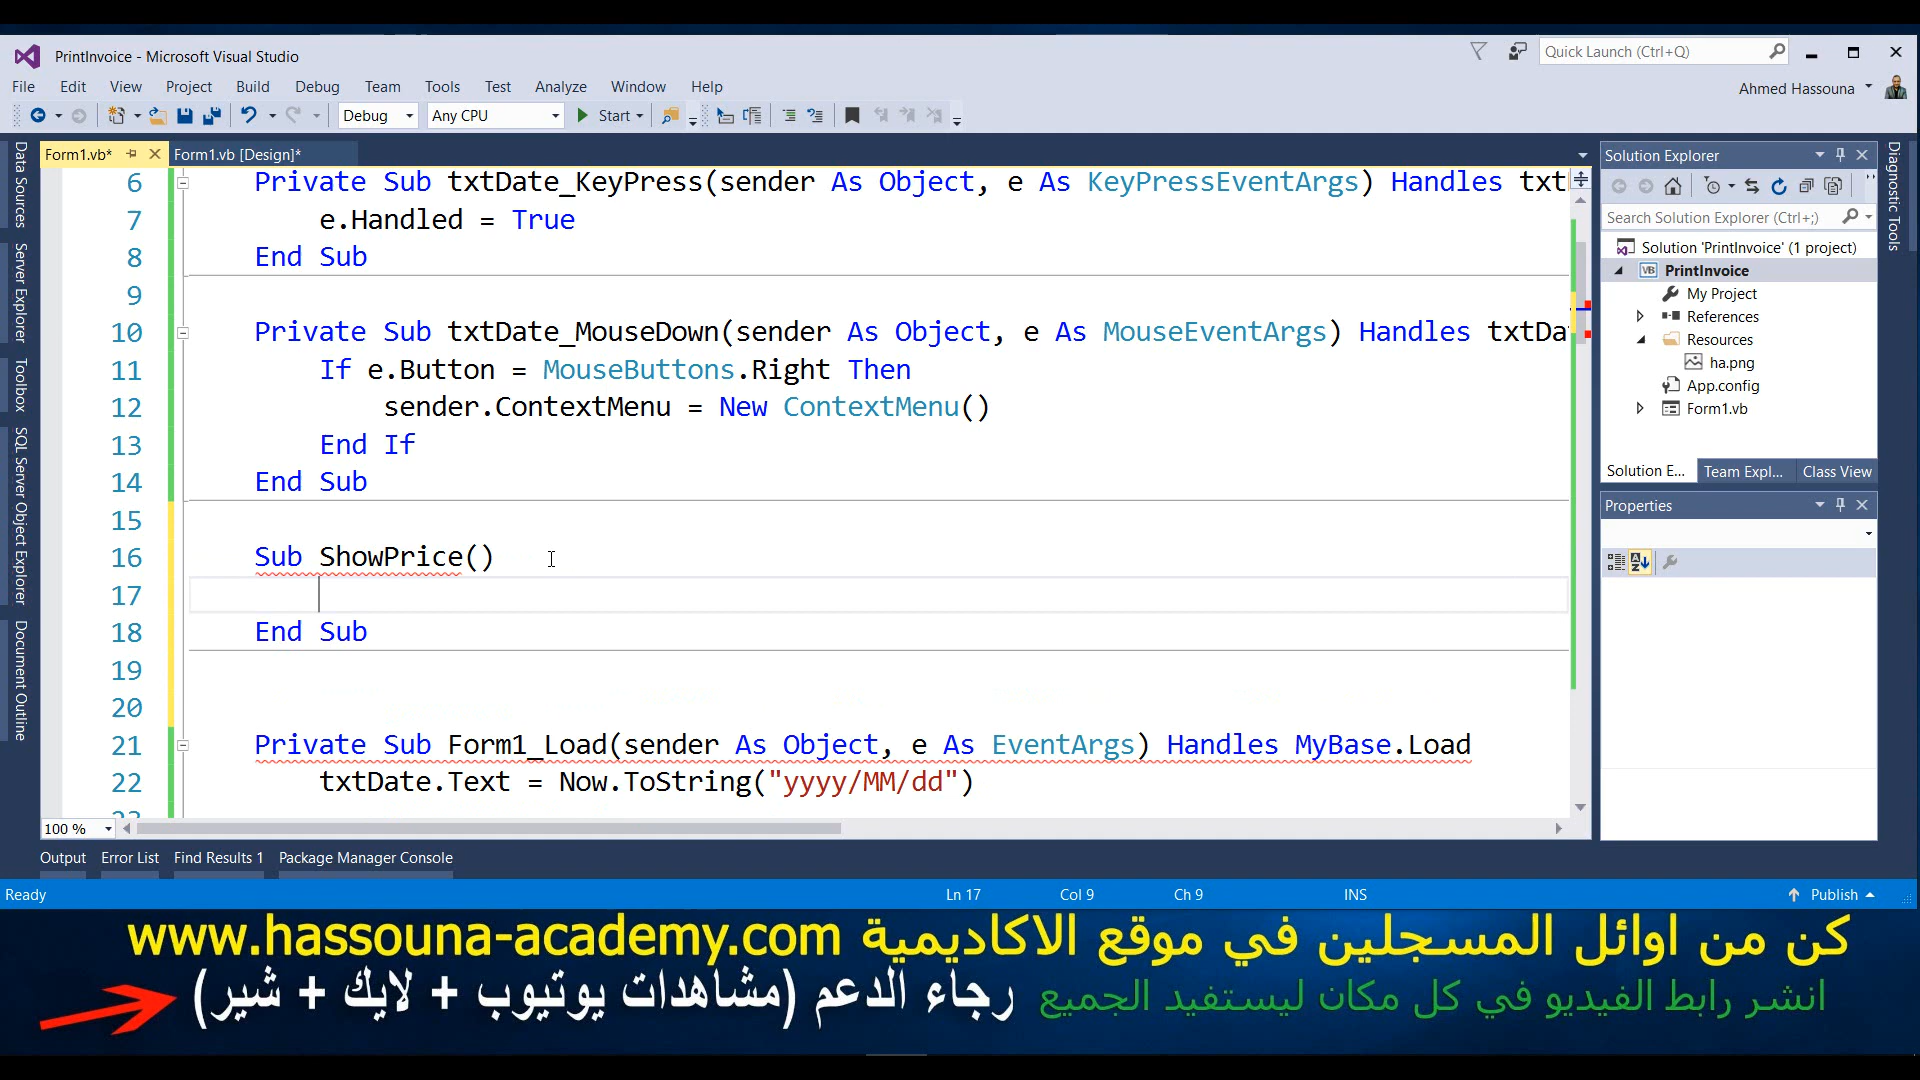 PrintInvoice - Microsoft Visual Studio
Quick Launch (Ctrl+Q)
File Edit View Project Build Debug Team Tools Test Analyze Window Help
Ahmed Hassouna
Debug Any CPU Start
Form1.vb* Form1.vb [Design]*
Data Sources
Server Explorer
Toolbox
SQL Server Object Explorer
Document Outline
6 Private Sub txtDate_KeyPress(sender As Object, e As KeyPressEventArgs) Handles txt
7 e.Handled = True
8 End Sub
9
10 Private Sub txtDate_MouseDown(sender As Object, e As MouseEventArgs) Handles txtDa
11 If e.Button = MouseButtons.Right Then
12 sender.ContextMenu = New ContextMenu()
13 End If
14 End Sub
15
16 Sub ShowPrice()
17
18 End Sub
19
20
21 Private Sub Form1_Load(sender As Object, e As EventArgs) Handles MyBase.Load
22 txtDate.Text = Now.ToString("yyyy/MM/dd")
100 %
Solution Explorer
Search Solution Explorer (Ctrl+;)
Solution 'PrintInvoice' (1 project)
PrintInvoice
My Project
References
Resources
ha.png
App.config
Form1.vb
Solution E... Team Expl... Class View
Properties
Diagnostic Tools
Output Error List Find Results 1 Package Manager Console
Ready Ln 17 Col 9 Ch 9 INS Publish
كن من اوائل المسجلين في موقع الاكاديمية www.hassouna-academy.com
انشر رابط الفيديو في كل مكان ليستفيد الجميع رجاء الدعم (مشاهدات يوتيوب + لايك + شير)